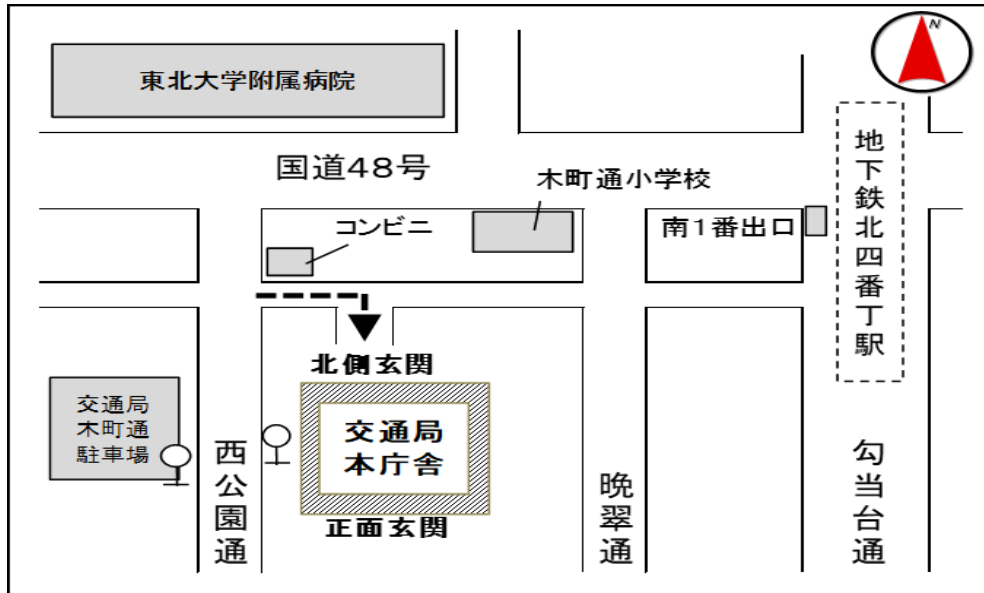 N
東北大学附属病院
国道48号
木町通小学校
コンビニ
南1番出口
地下鉄北四番丁駅
北側玄関
交通局
木町通
駐車場
交通局
本庁舎
正面玄関
西公園通
晩翠通
勾当台通